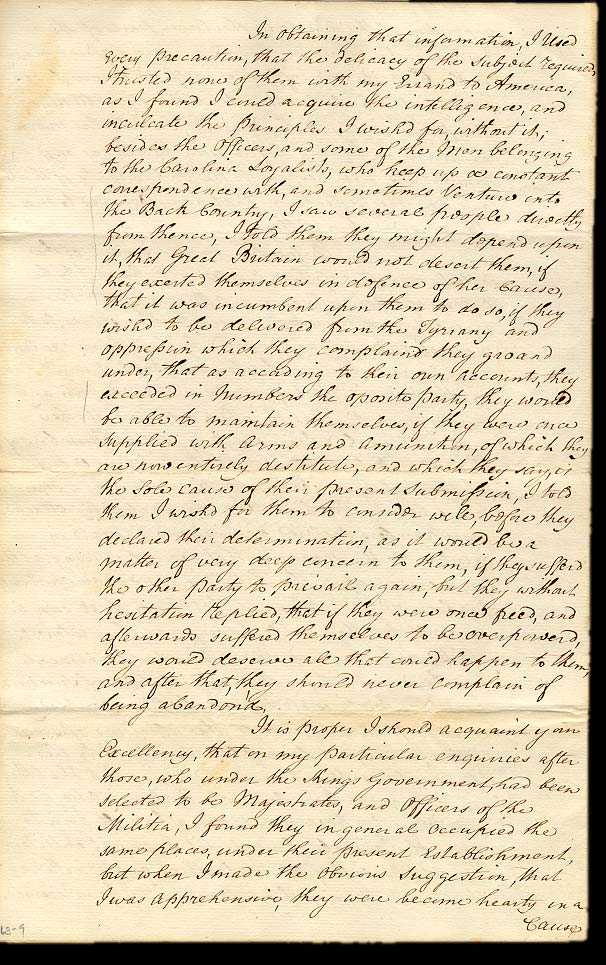 In obtaining that information, I Used
every precaution, that the delicacy of the Subject required,
I trusted none of them with my Errand to America,
as I found I could acquire the intelligence, and
inculcate the principles I wish'd for, without it;
besides the Officers, and some of the Men belonging
to the Carolina Loyalists, who keep up a constant
correspondence with, and sometimes Venture into
the Back Country, I saw several people directly
from thence, I told them they might depend upon
it, that Great Britain would not desert them, if
they exerted themselves in defence of her Cause,
that it was incumbent upon them to do so, if they
wish'd to be delivered from the Tyranny and
oppression which they complain'd they groaned
under, that as according to their own accounts, they
exceeded in Numbers the oposite party, they would
be able to maintain themselves, if they were once
supplied with Arms and Amunition, of which they
are now entirely destitute, and which they say, is
the sole cause of their present submission, I told
them I wish'd for them to consider well, before they
declared their determination, as it would be a
matter of very deep concern to them, if they suffer'd
the other party to prevail again, but they without
hesitation replied, that if they were once freed, and
afterwards suffered themselves to be overpower'd,
they would deserve all that could happen to them,
and after that, they should never complain of
being abandon'd.
It is proper I should acquaint your
Excellency, that on my particular enquiries after
those, who under the Kings Government, had been
selected to be Majestrates, and Officers of the
Militia, I found they in general occupied the
same places, under their present Establishment,
but when I made the Obvious Suggestion, that
I was apprehensive, they were become hearty in a
Cause
68-9